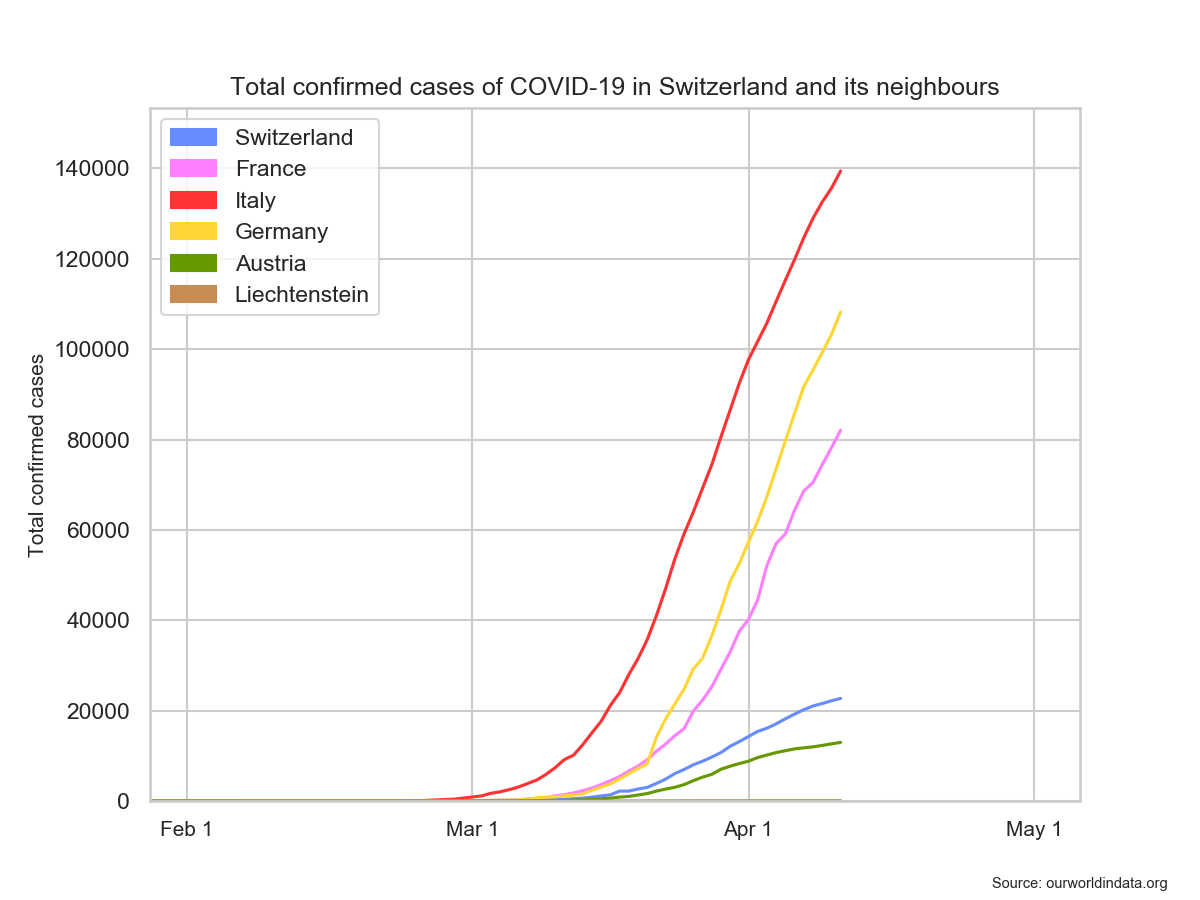 Total confirmed cases of COVID-19 in Switzerland and its neighbours
Switzerland
France
Italy
Germany
Austria
Liechtenstein
140000
120000
100000
80000
60000
40000
20000
0
Total confirmed cases
Feb 1
Mar 1
Apr 1
May 1
Source: ourworldindata.org